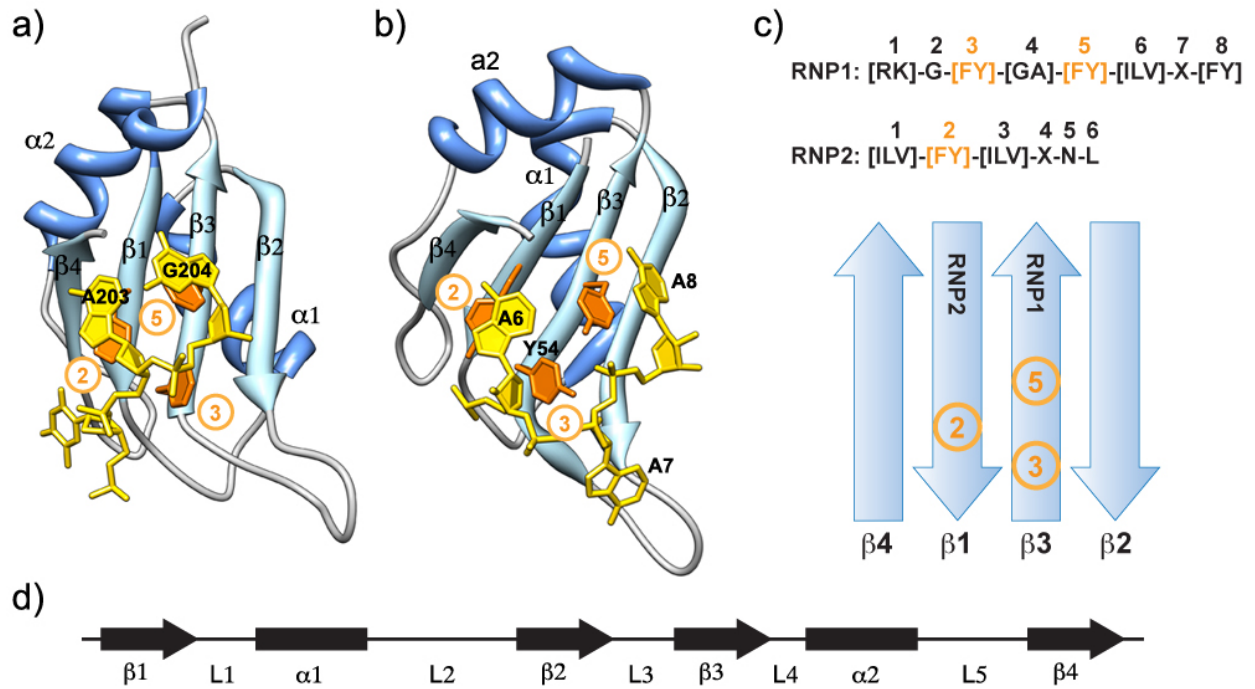 a)
α2
β1
β3
β2
β4
G204
A203
5
α1
2
3
b)
a2
α1
β1
β3
β2
β4
5
2
A8
A6
Y54
3
A7
c)
1 2 3 4 5 6 7 8
RNP1: [RK]-G-[FY]-[GA]-[FY]-[ILV]-X-[FY]
1 2 3 4 5 6
RNP2: [ILV]-[FY]-[ILV]-X-N-L
RNP2
RNP1
5
2
3
β4 β1 β3 β2
d)
β1 L1 α1 L2 β2 L3 β3 L4 α2 L5 β4